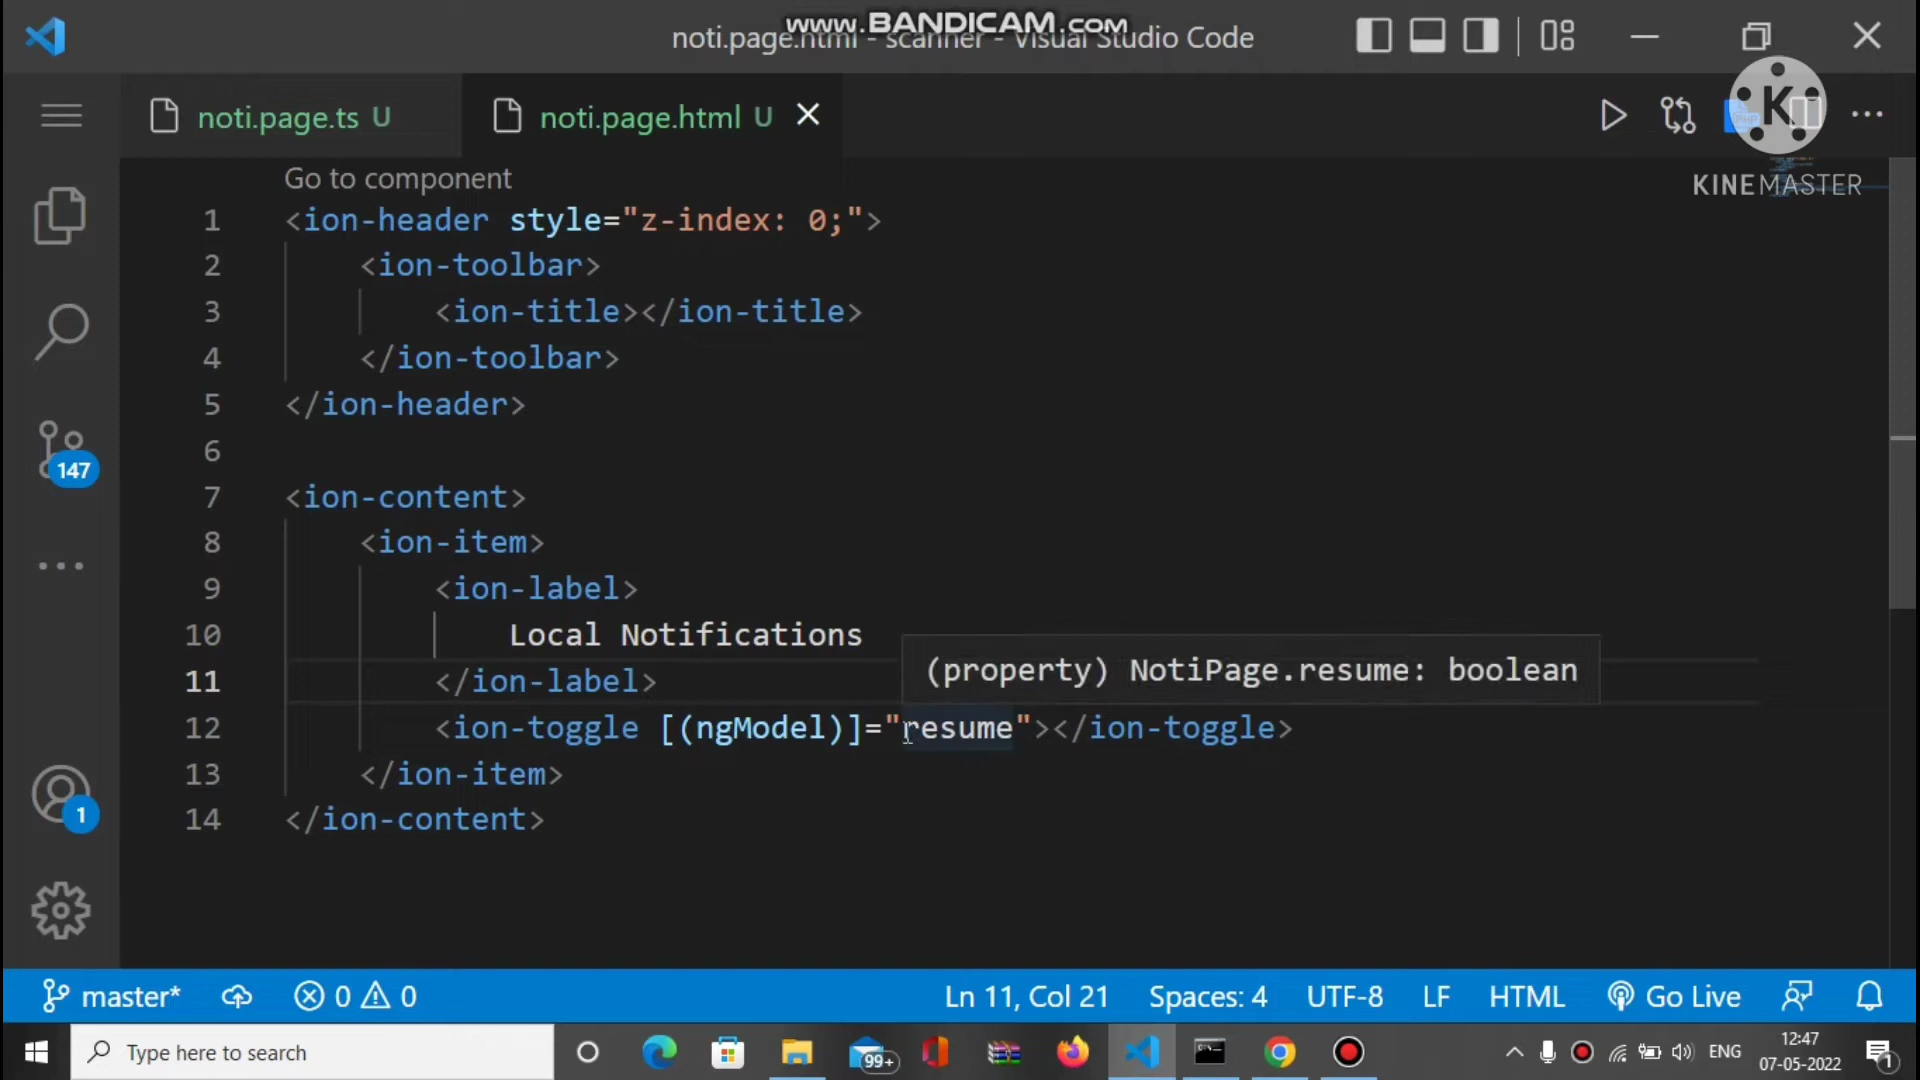 www.BANDICAM.com
noti.page.html - scanner - Visual Studio Code
noti.page.ts U
noti.page.html U
KINEMASTER
Go to component
1 <ion-header style="z-index: 0;">
2 <ion-toolbar>
3 <ion-title></ion-title>
4 </ion-toolbar>
5 </ion-header>
6
7 <ion-content>
8 <ion-item>
9 <ion-label>
10 Local Notifications
(property) NotiPage.resume: boolean
11 </ion-label>
12 <ion-toggle [(ngModel)]="resume"></ion-toggle>
13 </ion-item>
14 </ion-content>
147
1
master* 0 0 Ln 11, Col 21 Spaces: 4 UTF-8 LF HTML Go Live
Type here to search
99+
ENG
12:47
07-05-2022
1